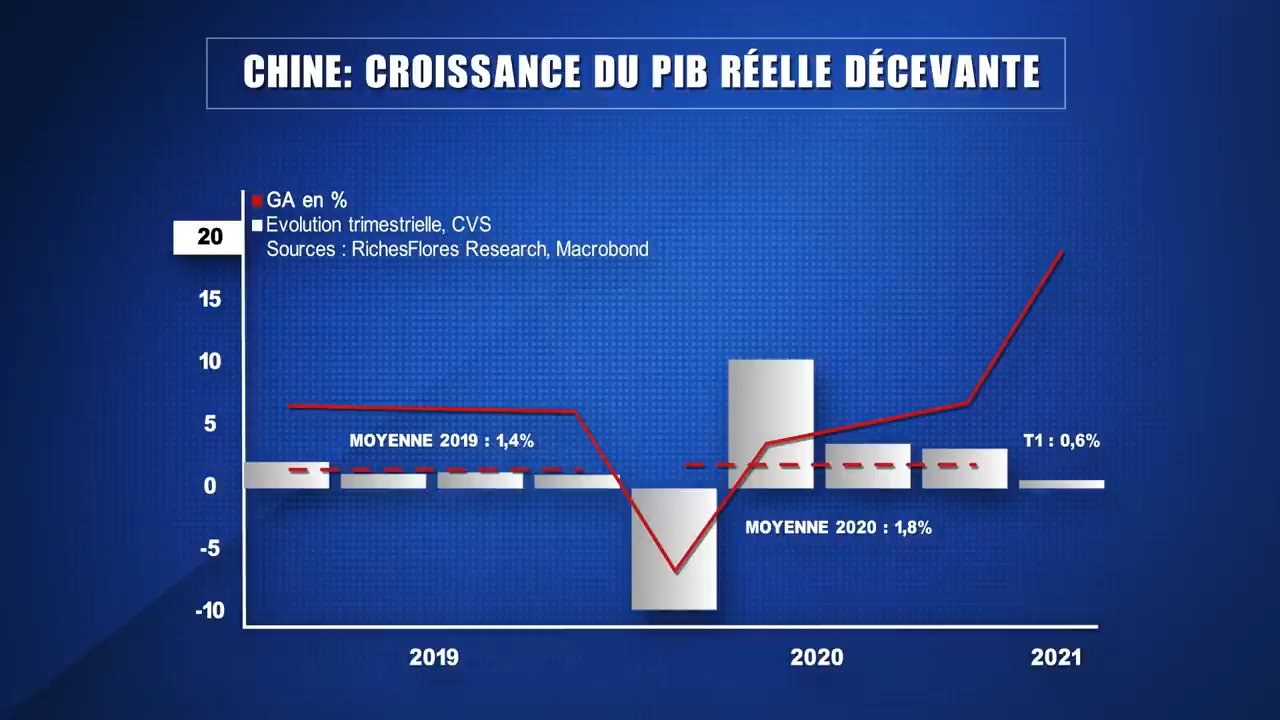 CHINE: CROISSANCE DU PIB RÉELLE DÉCEVANTE
GA en %
Evolution trimestrielle, CVS
Sources : RichesFlores Research, Macrobond
20
15
10
5
0
-5
-10
MOYENNE 2019 : 1,4%
T1 : 0,6%
MOYENNE 2020 : 1,8%
2019
2020
2021